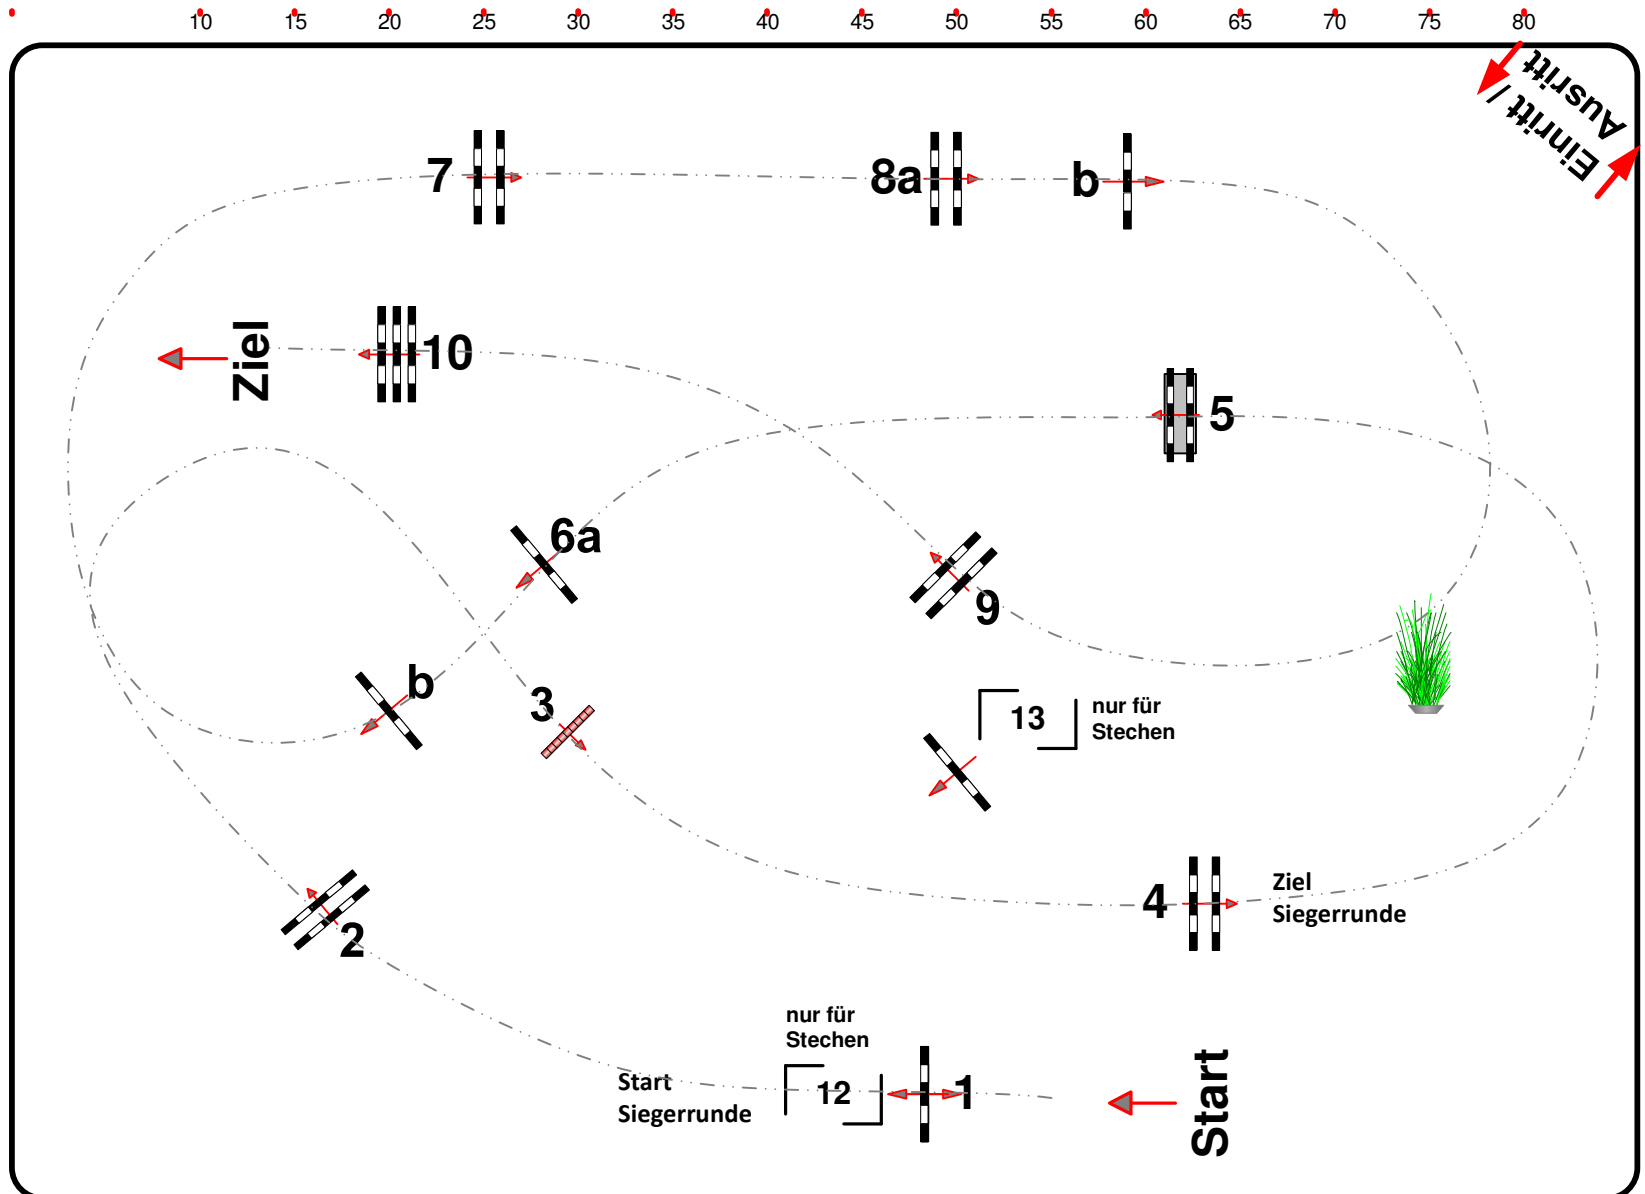 10 15 20 25 30 35 40 45 50 55 60 65 70 75 80
Einritt /
Ausritt
7
8a
b
Ziel
10
5
6a
9
b
3
13
nur für
Stechen
4
Ziel
Siegerrunde
2
nur für
Stechen
Start
Siegerrunde
12
1
Start